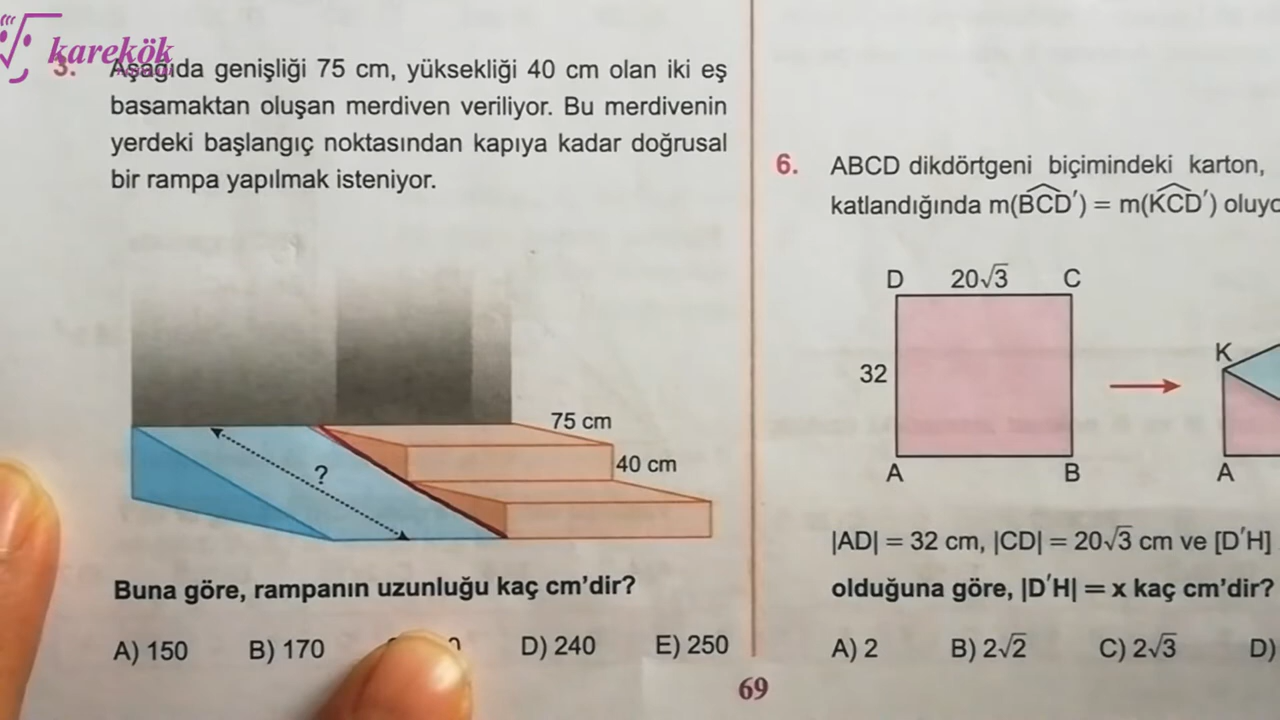 karekök
3. Aşağıda genişliği 75 cm, yüksekliği 40 cm olan iki eş
basamaktan oluşan merdiven veriliyor. Bu merdivenin
yerdeki başlangıç noktasından kapıya kadar doğrusal
bir rampa yapılmak isteniyor.
75 cm
40 cm
?
Buna göre, rampanın uzunluğu kaç cm'dir?
A) 150 B) 170 D) 240 E) 250
69
6. ABCD dikdörtgeni biçimindeki karton,
katlandığında m(BCD') = m(KCD')
D 20√3 C
32
K
A B
A
|AD| = 32 cm, |CD| = 20√3 cm ve [D'H]
olduğuna göre, |D'H| = x kaç cm'dir?
A) 2 B) 2√2 C) 2√3 D)